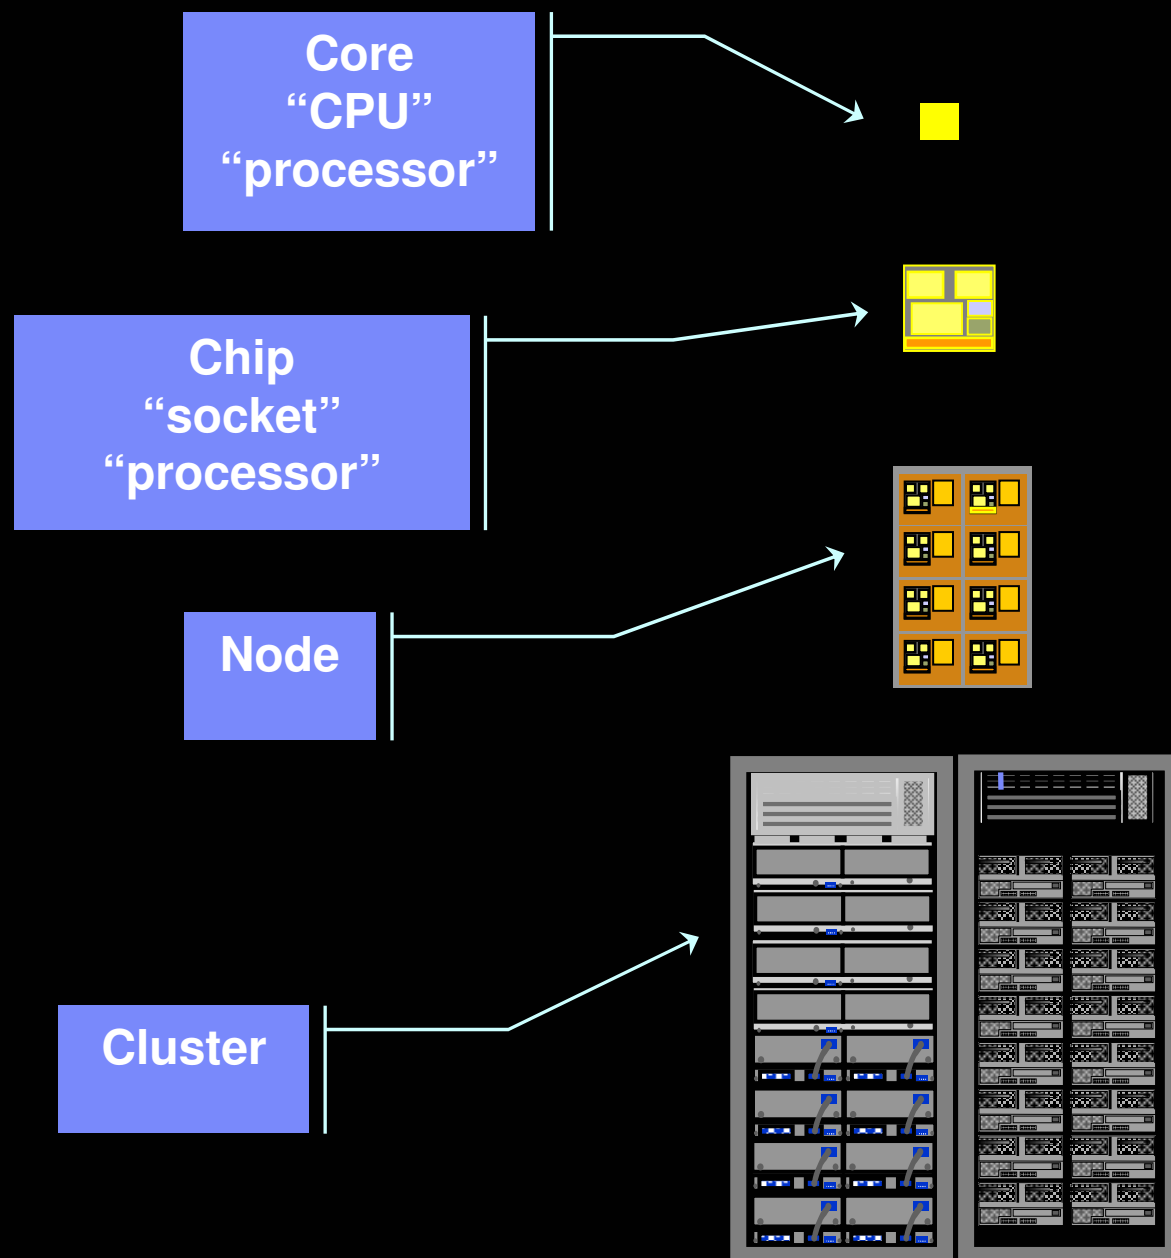 Core
“CPU”
“processor”
Chip
“socket”
“processor”
Node
Cluster